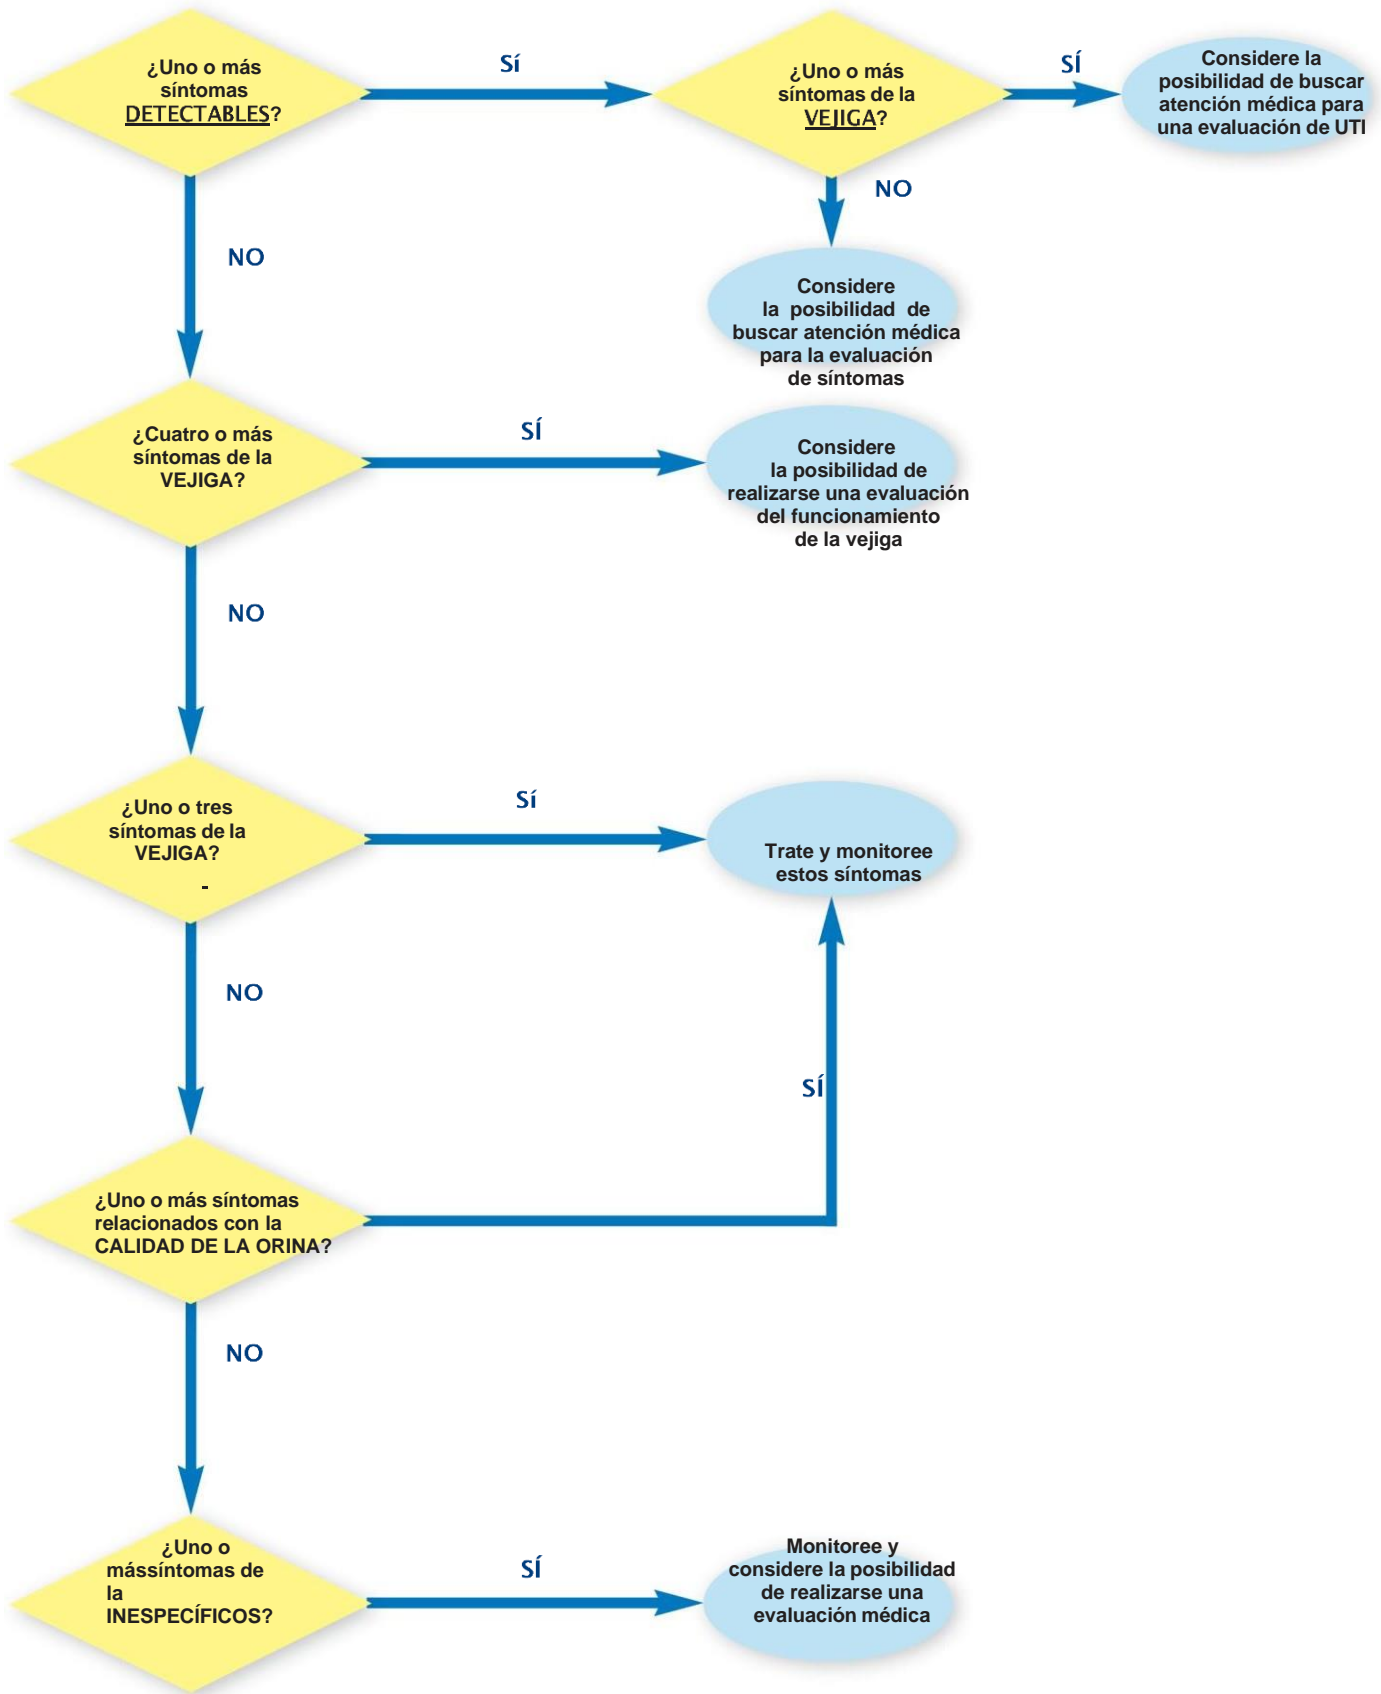 ¿Uno o más
síntomas
DETECTABLES?
Sí
¿Uno o más
síntomas de la
VEJIGA?
SÍ
Considere la
posibilidad de buscar
atención médica para
una evaluación de UTI
NO
NO
Considere
la posibilidad de
buscar atención médica
para la evaluación
de síntomas
¿Cuatro o más
síntomas de la
VEJIGA?
SÍ
Considere
la posibilidad de
realizarse una evaluación
del funcionamiento
de la vejiga
NO
¿Uno o tres
síntomas de la
VEJIGA?
-
Sí
Trate y monitoree
estos síntomas
NO
SÍ
¿Uno o más síntomas
relacionados con la
CALIDAD DE LA ORINA?
NO
¿Uno o
mássíntomas de
la
INESPECÍFICOS?
SÍ
Monitoree y
considere la posibilidad
de realizarse una
evaluación médica